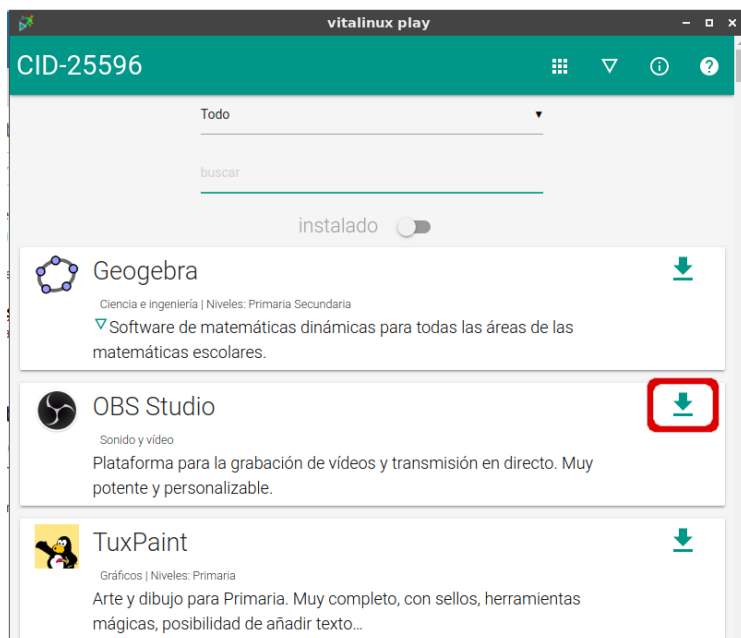 vitalinux play
CID-25596
Todo
buscar
instalado
Geogebra
Ciencia e ingeniería | Niveles: Primaria Secundaria
Software de matemáticas dinámicas para todas las áreas de las
matemáticas escolares.
OBS Studio
Sonido y vídeo
Plataforma para la grabación de vídeos y transmisión en directo. Muy
potente y personalizable.
TuxPaint
Gráficos | Niveles: Primaria
Arte y dibujo para Primaria. Muy completo, con sellos, herramientas
mágicas, posibilidad de añadir texto...